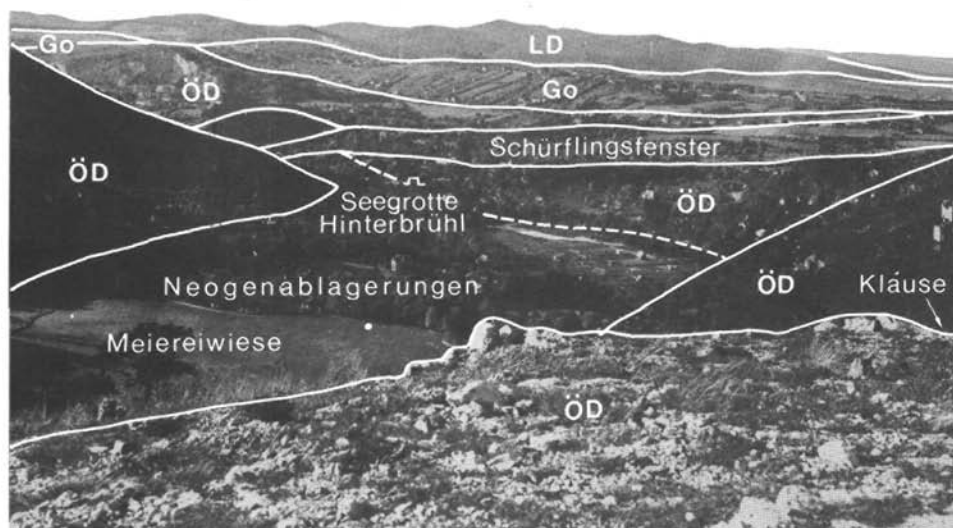 Go
LD
ÖD
Go
Schürflingsfenster
ÖD
Seegrotte
Hinterbrühl
ÖD
Neogenablagerungen
ÖD
Klause
Meiereiwiese
ÖD